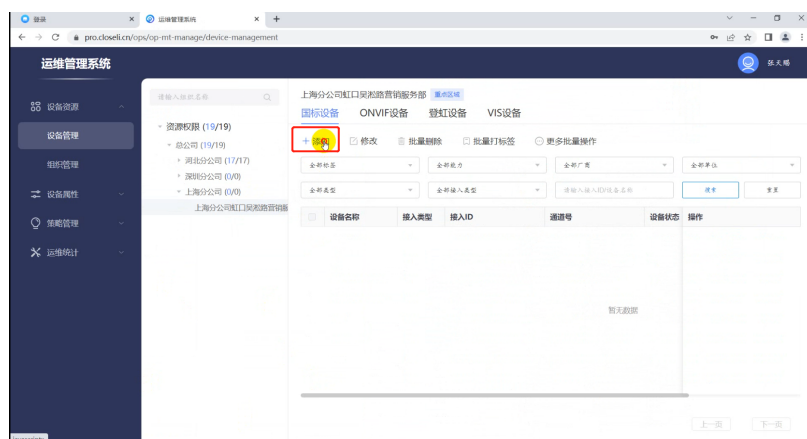 登录
运维管理系统
pro.closeli.cn/ops/op-mt-manage/device-management
运维管理系统
张天赐
设备资源
设备管理
组织管理
设备属性
策略管理
运维统计
请输入组织名称
资源权限 (19/19)
总公司 (19/19)
河北分公司 (17/17)
深圳分公司 (0/0)
上海分公司 (0/0)
上海分公司虹口吴淞路营销服
上海分公司虹口吴淞路营销服务部 重点区域
国标设备 ONVIF设备 登虹设备 VIS设备
+ 添加 修改 批量删除 批量打标签 更多批量操作
全部标签 全部能力 全部厂商 全部单位
全部类型 全部接入类型 请输入接入ID/设备名称 搜索 重置
设备名称 接入类型 接入ID 通道号 设备状态 操作
暂无数据
上一页 下一页